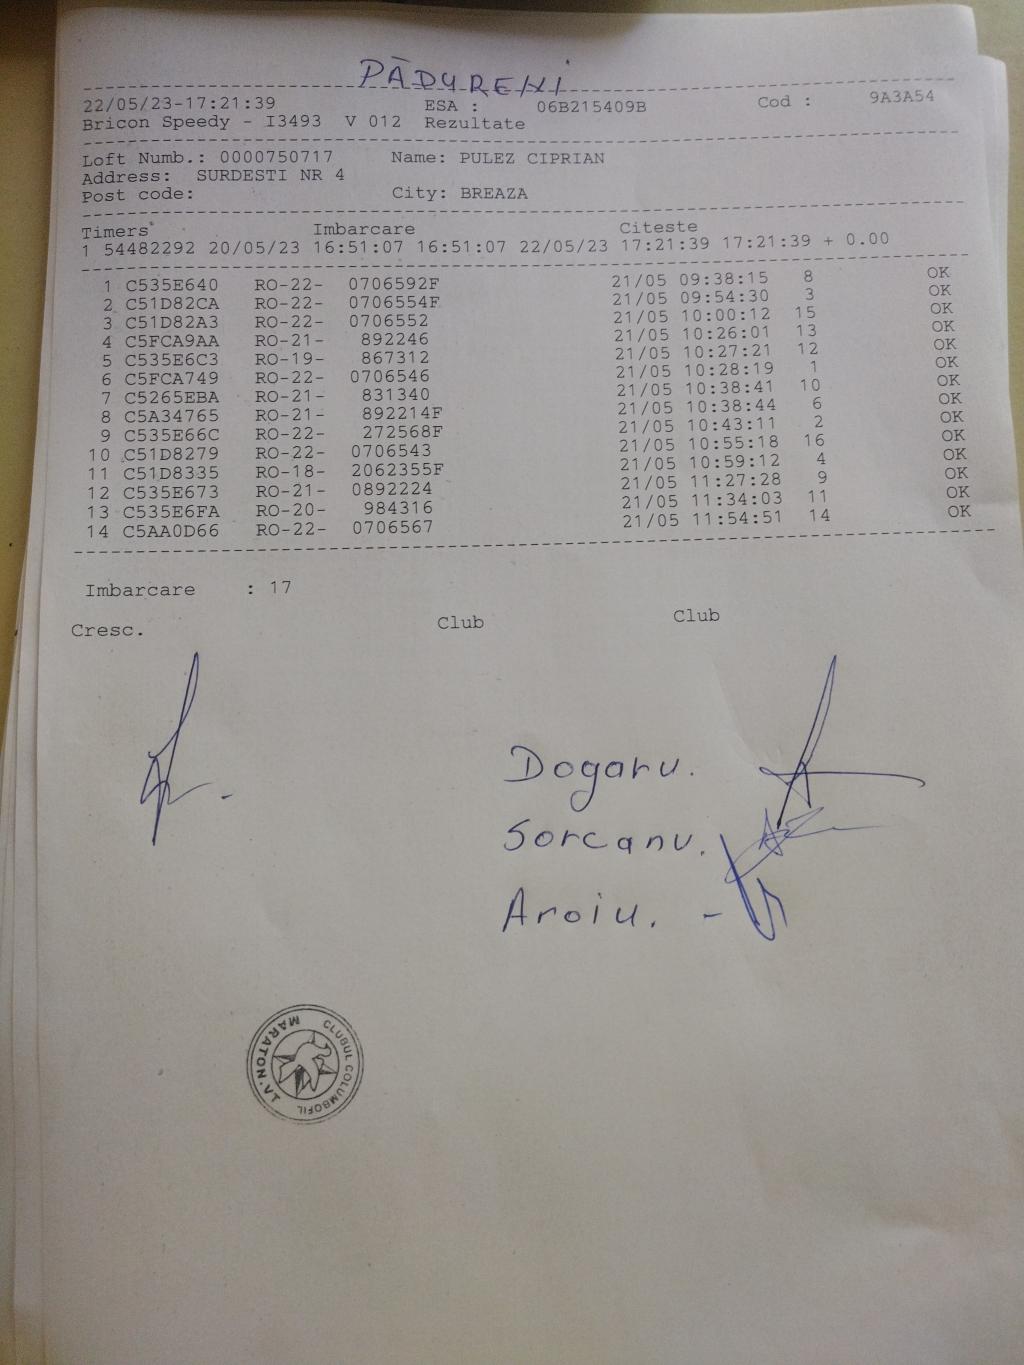 PĂDURENI
22/05/23-17:21:39 ESA : 06B215409B Cod : 9A3A54
Bricon Speedy - I3493 V 012 Rezultate
Loft Numb.: 0000750717 Name: PULEZ CIPRIAN
Address: SURDESTI NR 4
Post code: City: BREAZA
Timers Imbarcare Citeste
1 54482292 20/05/23 16:51:07 16:51:07 22/05/23 17:21:39 17:21:39 + 0.00
1 C535E640 RO-22- 0706592F 21/05 09:38:15 8 OK
2 C51D82CA RO-22- 0706554F 21/05 09:54:30 3 OK
3 C51D82A3 RO-22- 0706552 21/05 10:00:12 15 OK
4 C5FCA9AA RO-21- 892246 21/05 10:26:01 13 OK
5 C535E6C3 RO-19- 867312 21/05 10:27:21 12 OK
6 C5FCA749 RO-22- 0706546 21/05 10:28:19 1 OK
7 C5265EBA RO-21- 831340 21/05 10:38:41 10 OK
8 C5A34765 RO-21- 892214F 21/05 10:38:44 6 OK
9 C535E66C RO-22- 272568F 21/05 10:43:11 2 OK
10 C51D8279 RO-22- 0706543 21/05 10:55:18 16 OK
11 C51D8335 RO-18- 2062355F 21/05 10:59:12 4 OK
12 C535E673 RO-21- 0892224 21/05 11:27:28 9 OK
13 C535E6FA RO-20- 984316 21/05 11:34:03 11 OK
14 C5AA0D66 RO-22- 0706567 21/05 11:54:51 14 OK
Imbarcare : 17
Cresc. Club Club
Dogaru.
Sorcanu.
Aroiu. -
CLUBUL COLUMBOFIL
MARATON.VT